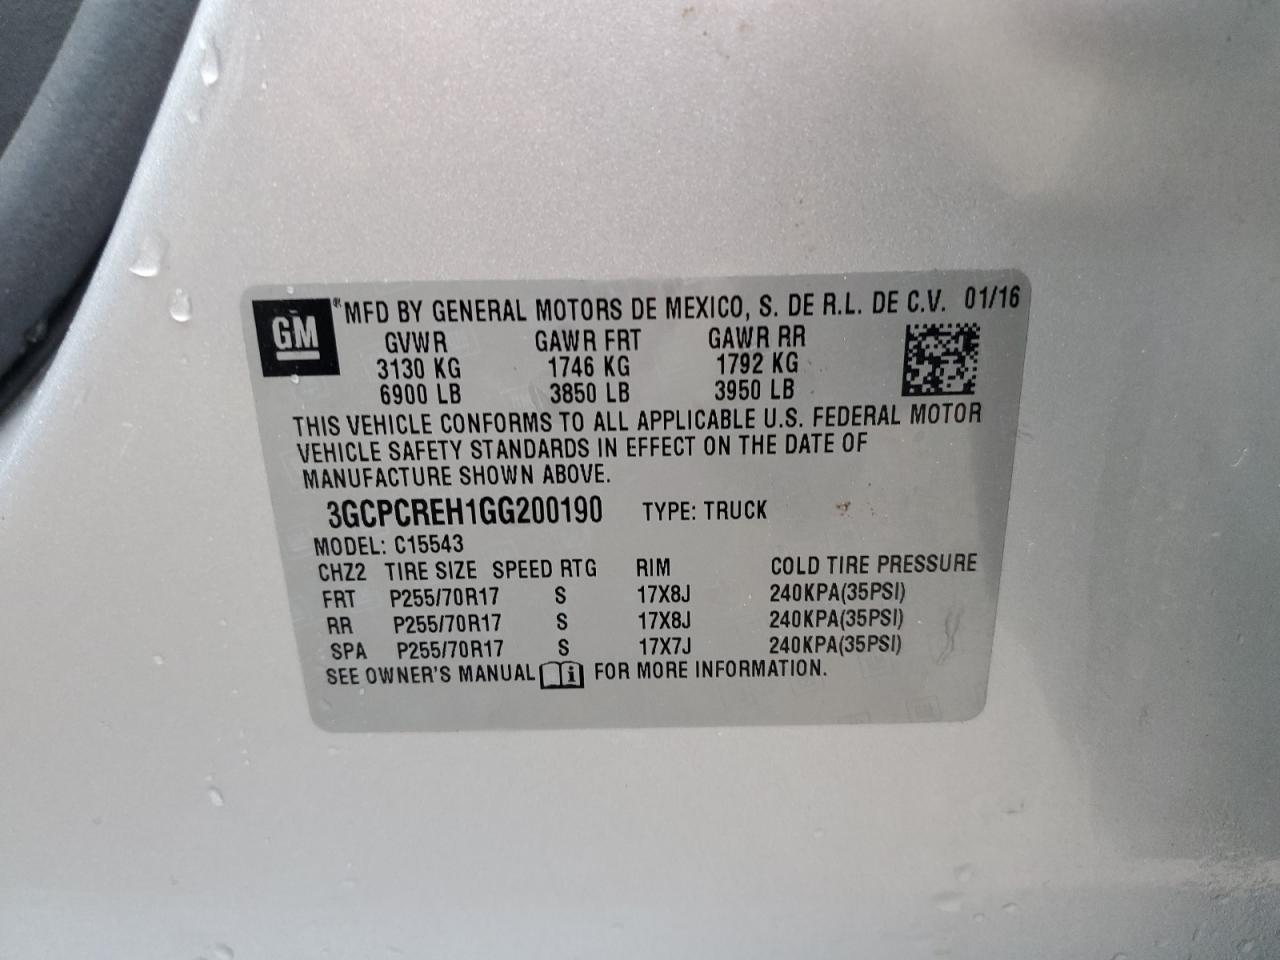 GM
MFD BY GENERAL MOTORS DE MEXICO, S. DE R.L. DE C.V. 01/16
GVWR GAWR FRT GAWR RR
3130 KG 1746 KG 1792 KG
6900 LB 3850 LB 3950 LB
THIS VEHICLE CONFORMS TO ALL APPLICABLE U.S. FEDERAL MOTOR
VEHICLE SAFETY STANDARDS IN EFFECT ON THE DATE OF
MANUFACTURE SHOWN ABOVE.
3GCPCREH1GG200190 TYPE: TRUCK
MODEL: C15543
CHZ2 TIRE SIZE SPEED RTG RIM COLD TIRE PRESSURE
FRT P255/70R17 S 17X8J 240KPA(35PSI)
RR P255/70R17 S 17X8J 240KPA(35PSI)
SPA P255/70R17 S 17X7J 240KPA(35PSI)
SEE OWNER'S MANUAL FOR MORE INFORMATION.